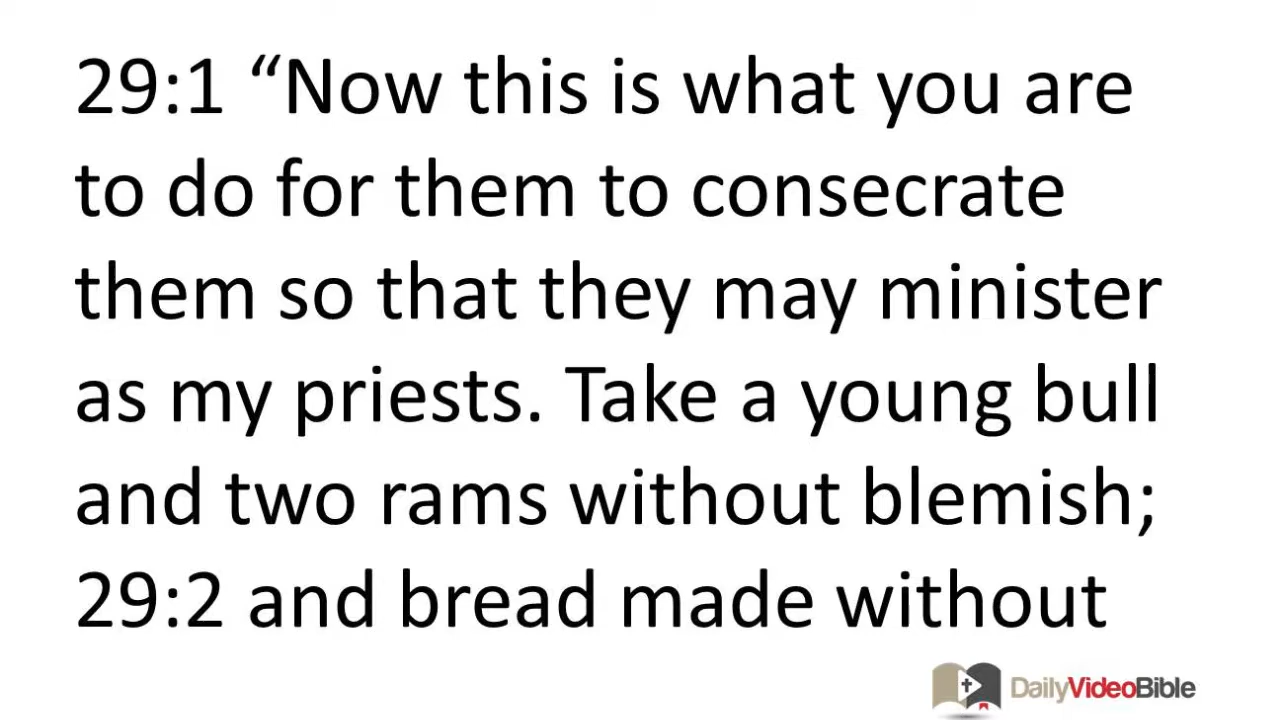 29:1 “Now this is what you are
to do for them to consecrate
them so that they may minister
as my priests. Take a young bull
and two rams without blemish;
29:2 and bread made without
DailyVideoBible